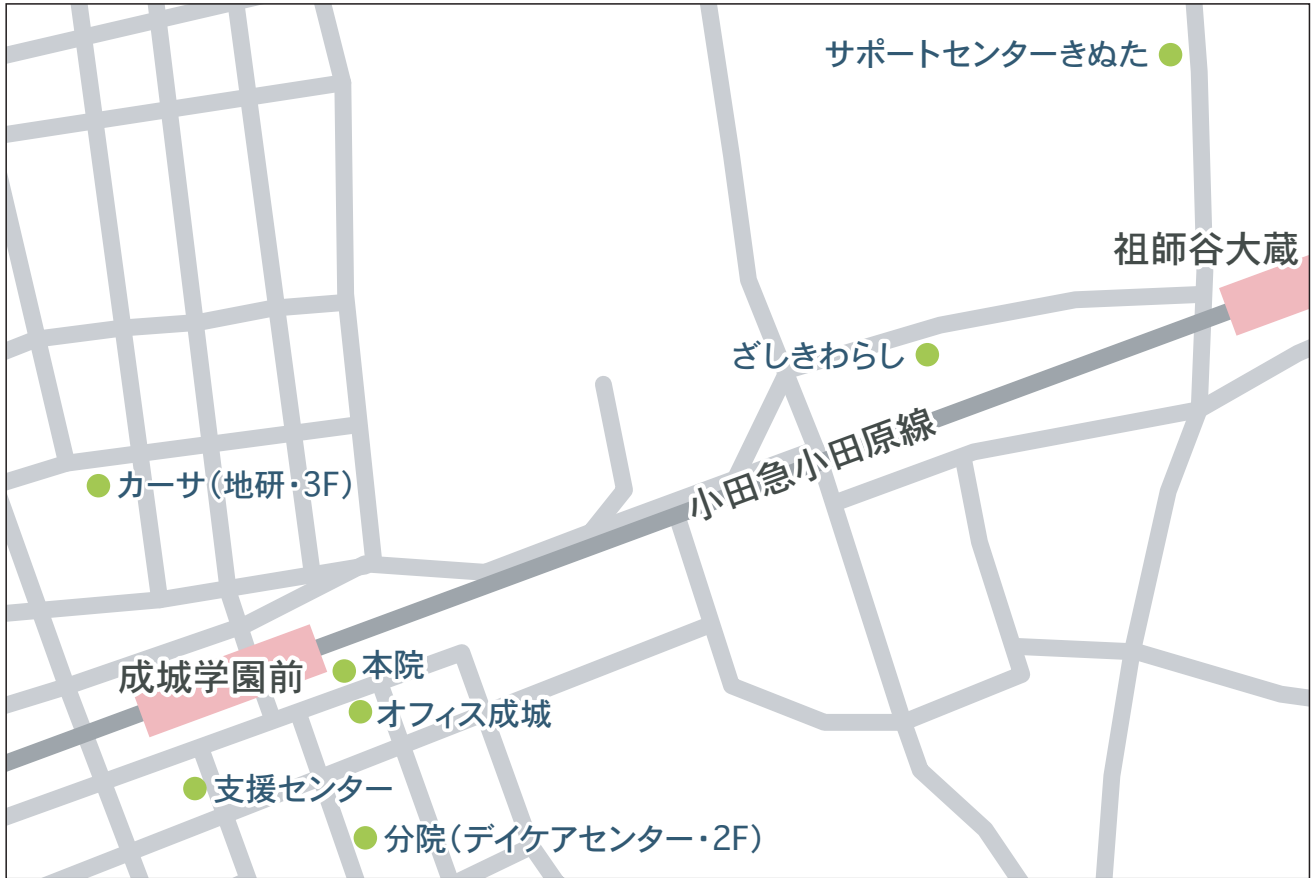 サポートセンターきぬた
祖師谷大蔵
ざしきわらし
小田急小田原線
カーサ（地研・3F）
本院
成城学園前
オフィス成城
支援センター
分院（デイケアセンター・2F）